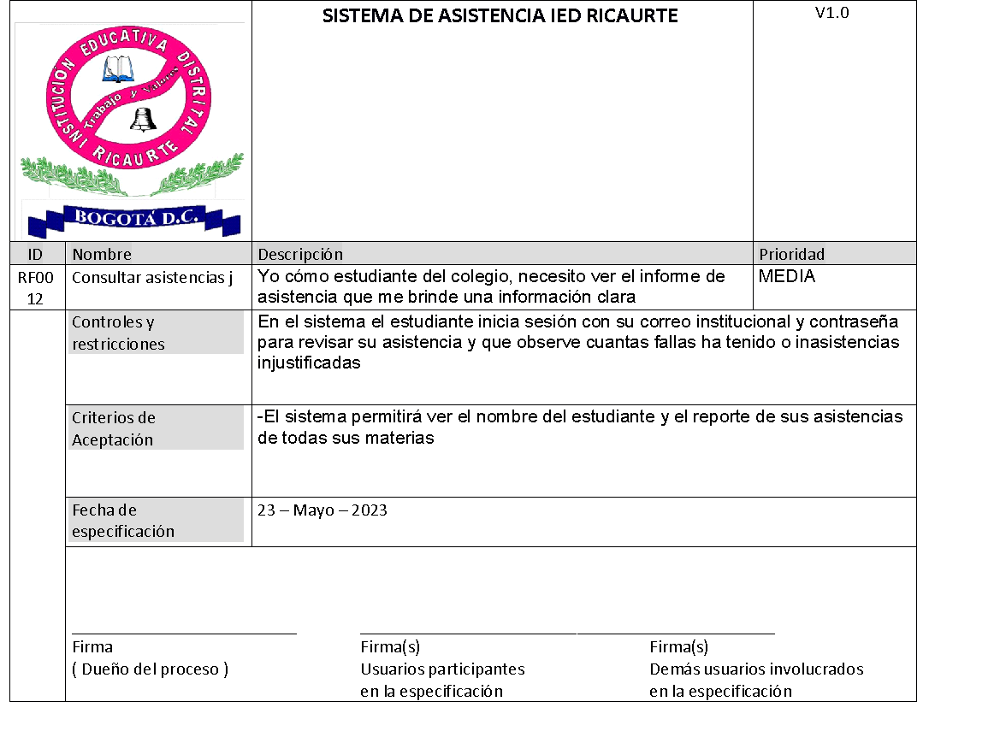 INSTITUCIÓN EDUCATIVA DISTRITAL
RICAURTE
Trabajo y Valores
BOGOTÁ D.C.
SISTEMA DE ASISTENCIA IED RICAURTE
V1.0
ID Nombre Descripción Prioridad
RF00
12
Consultar asistencias j
Yo cómo estudiante del colegio, necesito ver el informe de
asistencia que me brinde una información clara
MEDIA
Controles y
restricciones
En el sistema el estudiante inicia sesión con su correo institucional y contraseña
para revisar su asistencia y que observe cuantas fallas ha tenido o inasistencias
injustificadas
Criterios de
Aceptación
-El sistema permitirá ver el nombre del estudiante y el reporte de sus asistencias
de todas sus materias
Fecha de
especificación
23 – Mayo – 2023
Firma
( Dueño del proceso )
Firma(s)
Usuarios participantes
en la especificación
Firma(s)
Demás usuarios involucrados
en la especificación